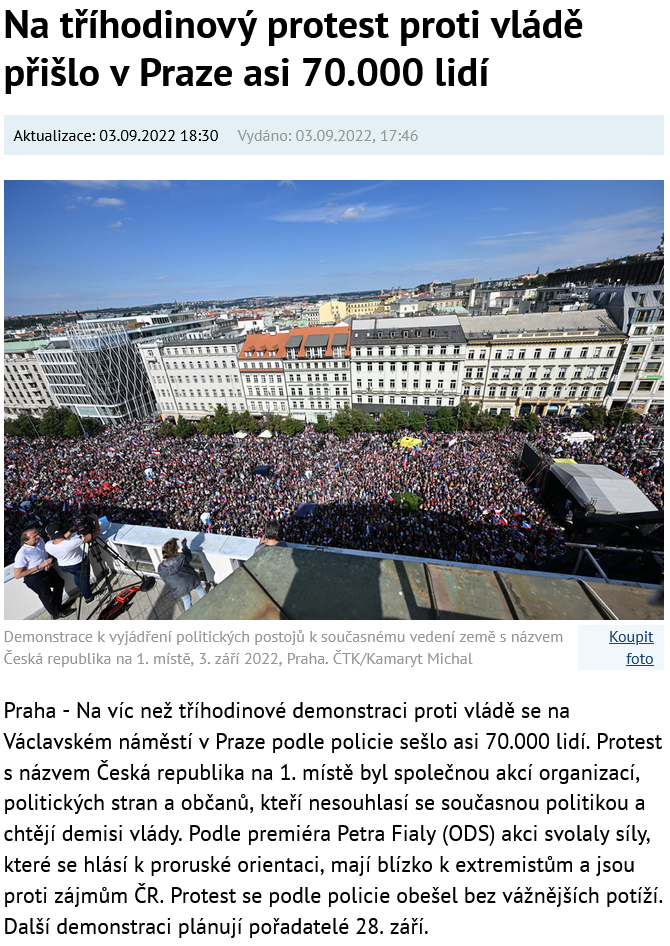 Na tříhodinový protest proti vládě
přišlo v Praze asi 70.000 lidí
Aktualizace: 03.09.2022 18:30 Vydáno: 03.09.2022, 17:46
Demonstrace k vyjádření politických postojů k současnému vedení země s názvem
Česká republika na 1. místě, 3. září 2022, Praha. ČTK/Kamaryt Michal
Koupit
foto
Praha - Na víc než tříhodinové demonstraci proti vládě se na
Václavském náměstí v Praze podle policie sešlo asi 70.000 lidí. Protest
s názvem Česká republika na 1. místě byl společnou akcí organizací,
politických stran a občanů, kteří nesouhlasí se současnou politikou a
chtějí demisi vlády. Podle premiéra Petra Fialy (ODS) akci svolaly síly,
které se hlásí k proruské orientaci, mají blízko k extremistům a jsou
proti zájmům ČR. Protest se podle policie obešel bez vážnějších potíží.
Další demonstraci plánují pořadatelé 28. září.